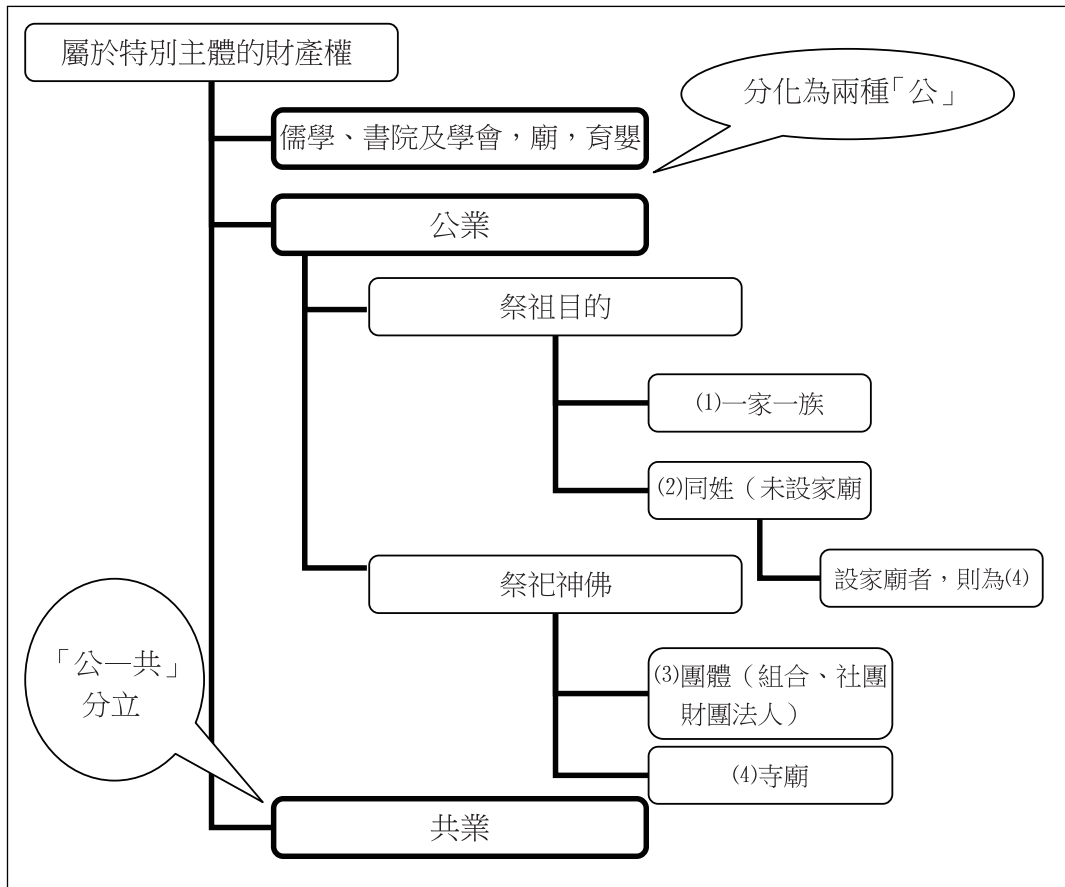 屬於特別主體的財產權
分化為兩種「公」
儒學、書院及學會，廟，育嬰
公業
祭祖目的
⑴一家一族
⑵同姓（未設家廟
設家廟者，則為⑷
祭祀神佛
「公—共」
分立
⑶團體（組合、社團
財團法人）
⑷寺廟
共業